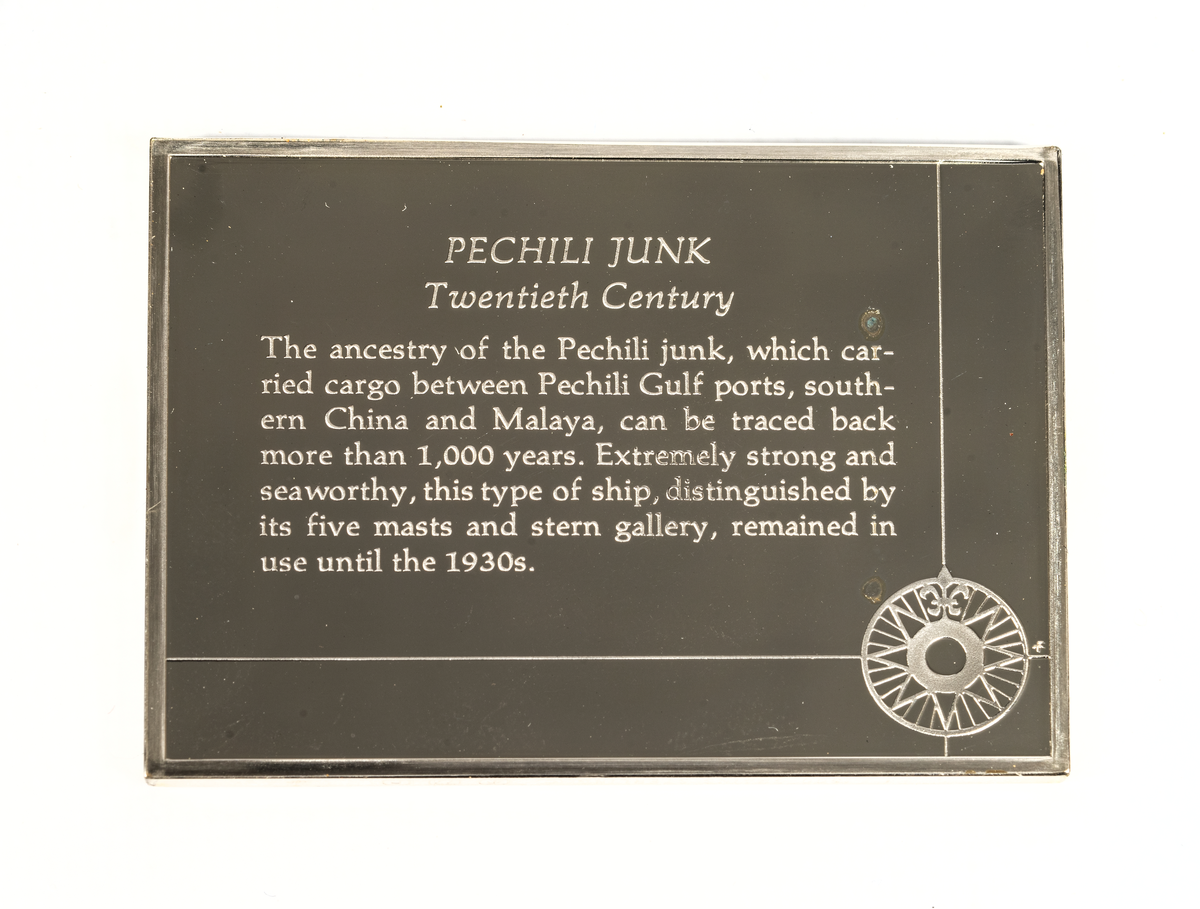 PECHILI JUNK
Twentieth Century
The ancestry of the Pechili junk, which car-
ried cargo between Pechili Gulf ports, south-
ern China and Malaya, can be traced back
more than 1,000 years. Extremely strong and
seaworthy, this type of ship, distinguished by
its five masts and stern gallery, remained in
use until the 1930s.